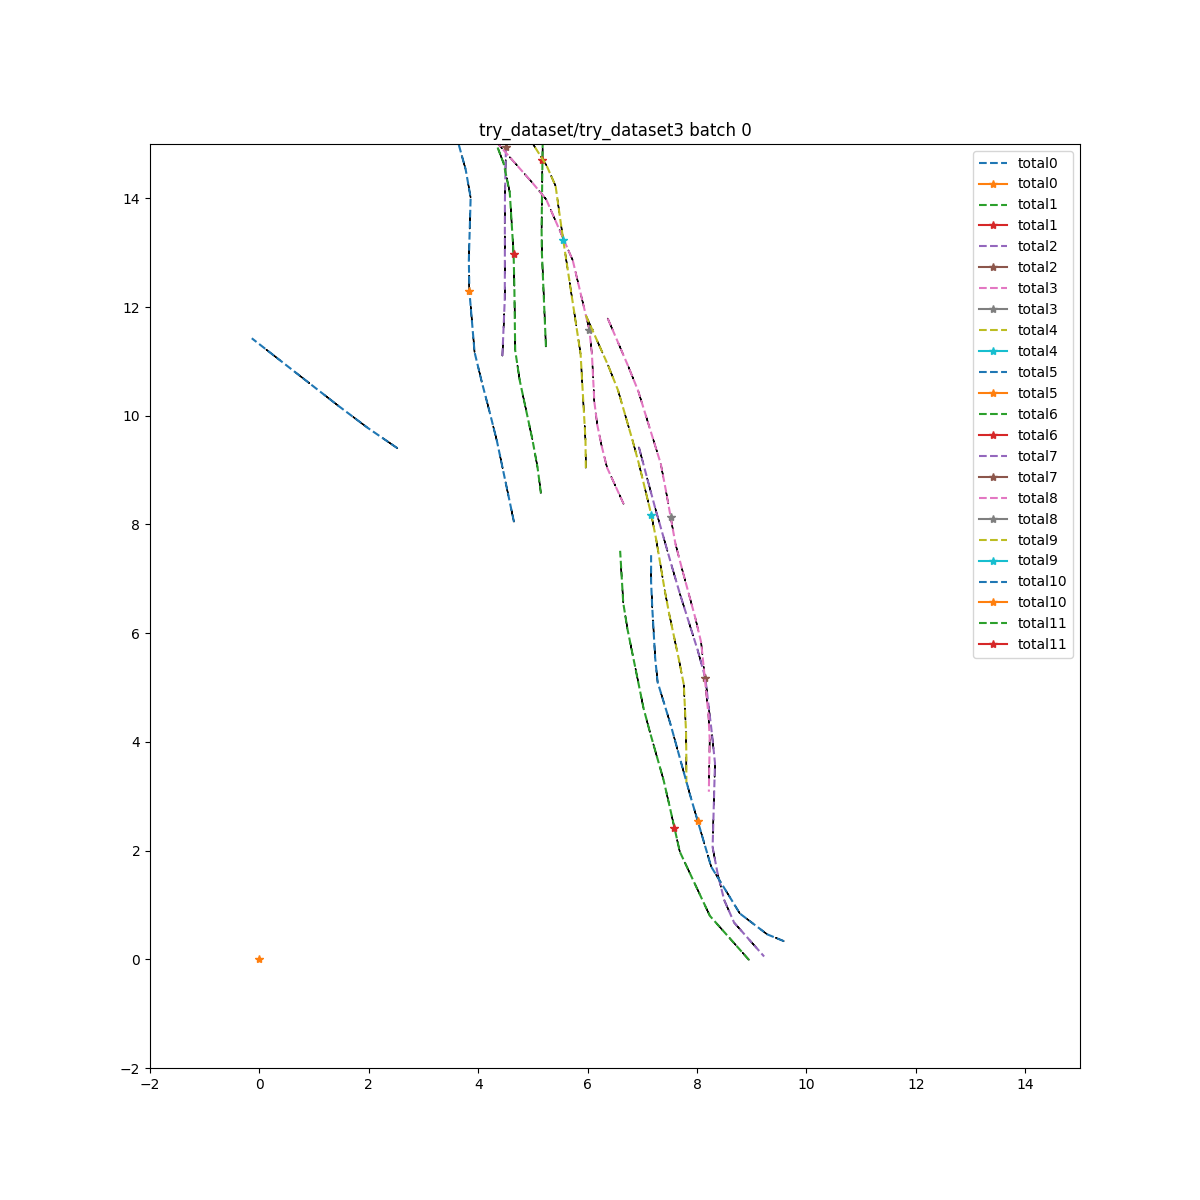 try_dataset/try_dataset3 batch 0
total0
total0
total1
total1
total2
total2
total3
total3
total4
total4
total5
total5
total6
total6
total7
total7
total8
total8
total9
total9
total10
total10
total11
total11
14
12
10
8
6
4
2
0
−2
−2 0 2 4 6 8 10 12 14